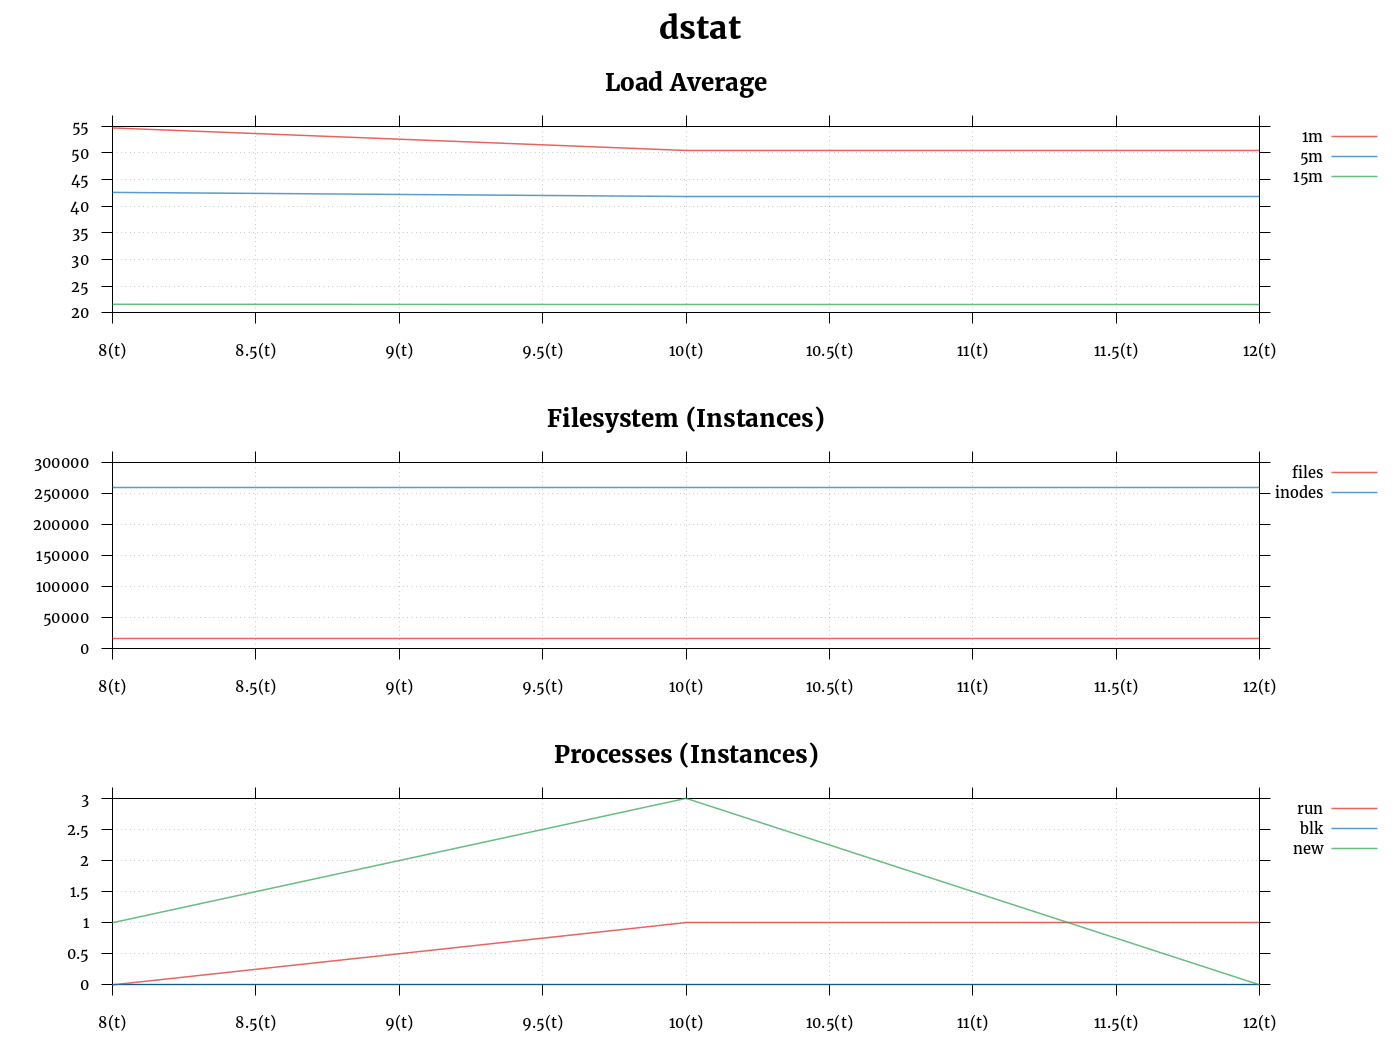 dstat
Load Average
55
50
45
40
35
30
25
20
1m
5m
15m
8(t) 8.5(t) 9(t) 9.5(t) 10(t) 10.5(t) 11(t) 11.5(t) 12(t)
Filesystem (Instances)
300000
250000
200000
150000
100000
50000
0
files
inodes
8(t) 8.5(t) 9(t) 9.5(t) 10(t) 10.5(t) 11(t) 11.5(t) 12(t)
Processes (Instances)
3
2.5
2
1.5
1
0.5
0
run
blk
new
8(t) 8.5(t) 9(t) 9.5(t) 10(t) 10.5(t) 11(t) 11.5(t) 12(t)